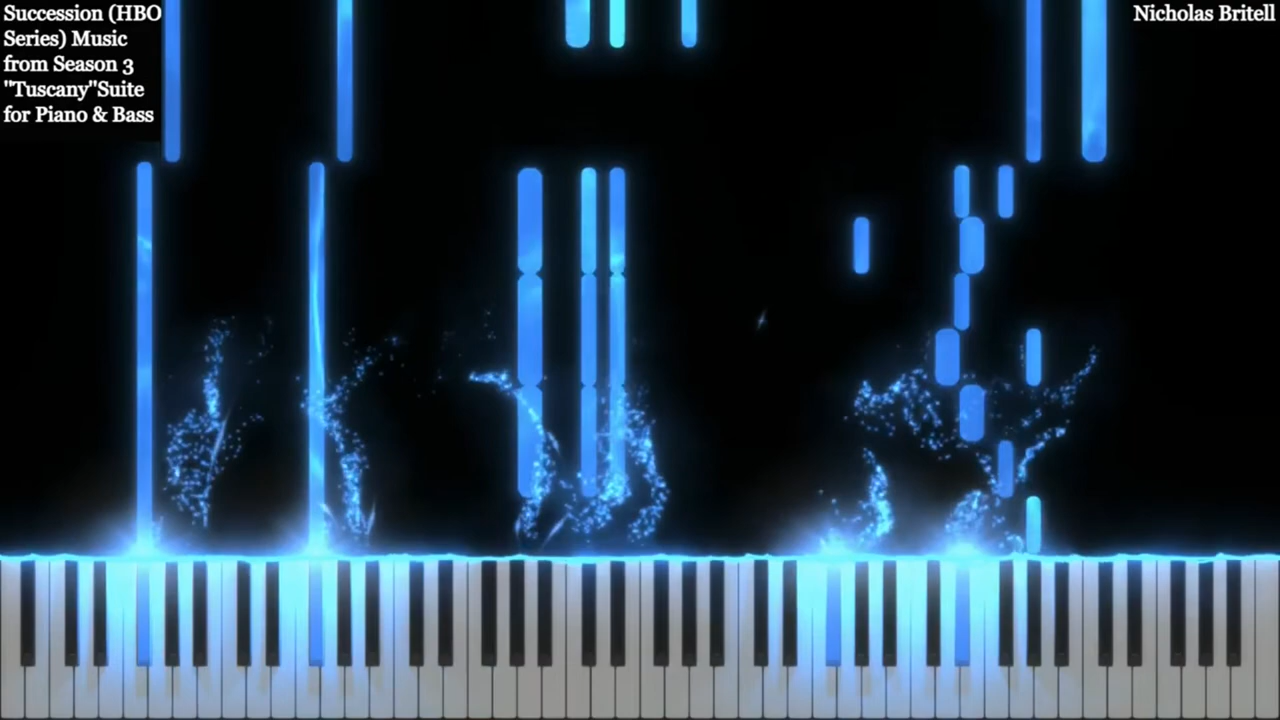 Succession (HBO
Series) Music
from Season 3
"Tuscany"Suite
for Piano & Bass
Nicholas Britell